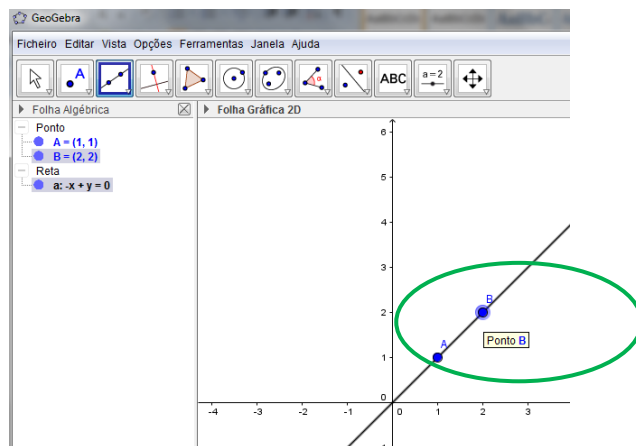 GeoGebra
Ficheiro Editar Vista Opções Ferramentas Janela Ajuda
A
α
ABC
a=2
Folha Algébrica
Folha Gráfica 2D
Ponto
A = (1, 1)
B = (2, 2)
Reta
a: -x + y = 0
6
5
4
3
2
1
0
B
Ponto B
A
-4 -3 -2 -1 0 1 2 3